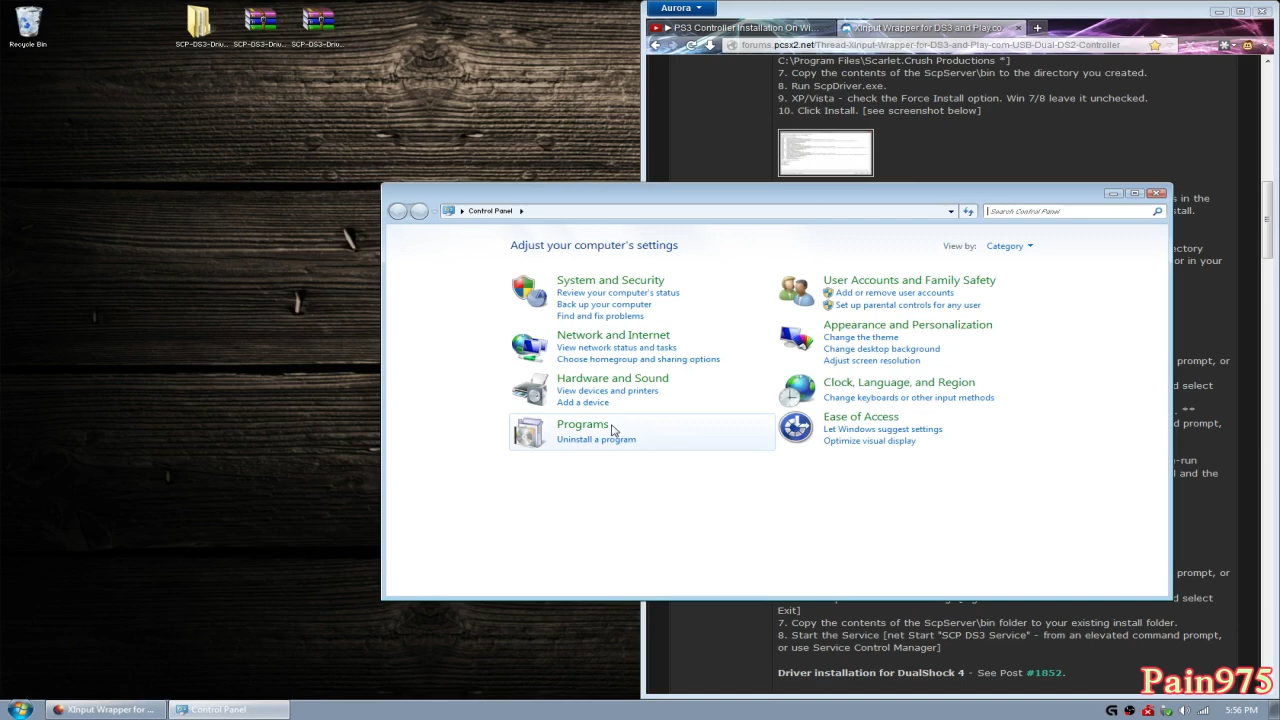 Recycle Bin
SCP-DS3-Driv...
SCP-DS3-Driv...
SCP-DS3-Driv...
Aurora
PS3 Controller Installation On Wi...
XInput Wrapper for DS3 and Play.co...
forums.pcsx2.net/Thread-XInput-Wrapper-for-DS3-and-Play-com-USB-Dual-DS2-Controller
C:\Program Files\Scarlet.Crush Productions *]
7. Copy the contents of the ScpServer\bin to the directory you created.
8. Run ScpDriver.exe.
9. XP/Vista - check the Force Install option. Win 7/8 leave it unchecked.
10. Click Install. [see screenshot below]
s in the
stall.
Control Panel
Search Control Panel
Adjust your computer's settings
View by: Category
ectory
or in your
System and Security
Review your computer's status
Back up your computer
Find and fix problems
Network and Internet
View network status and tasks
Choose homegroup and sharing options
Hardware and Sound
View devices and printers
Add a device
Programs
Uninstall a program
User Accounts and Family Safety
Add or remove user accounts
Set up parental controls for any user
Appearance and Personalization
Change the theme
Change desktop background
Adjust screen resolution
Clock, Language, and Region
Change keyboards or other input methods
Ease of Access
Let Windows suggest settings
Optimize visual display
prompt, or
d select
. **
d prompt,
n-run
and the
prompt, or
d select
Exit]
7. Copy the contents of the ScpServer\bin folder to your existing install folder.
8. Start the Service [net Start "SCP DS3 Service" - from an elevated command prompt,
or use Service Control Manager]
Driver installation for DualShock 4 - See Post #1852.
Pain975
XInput Wrapper for ...
Control Panel
5:56 PM